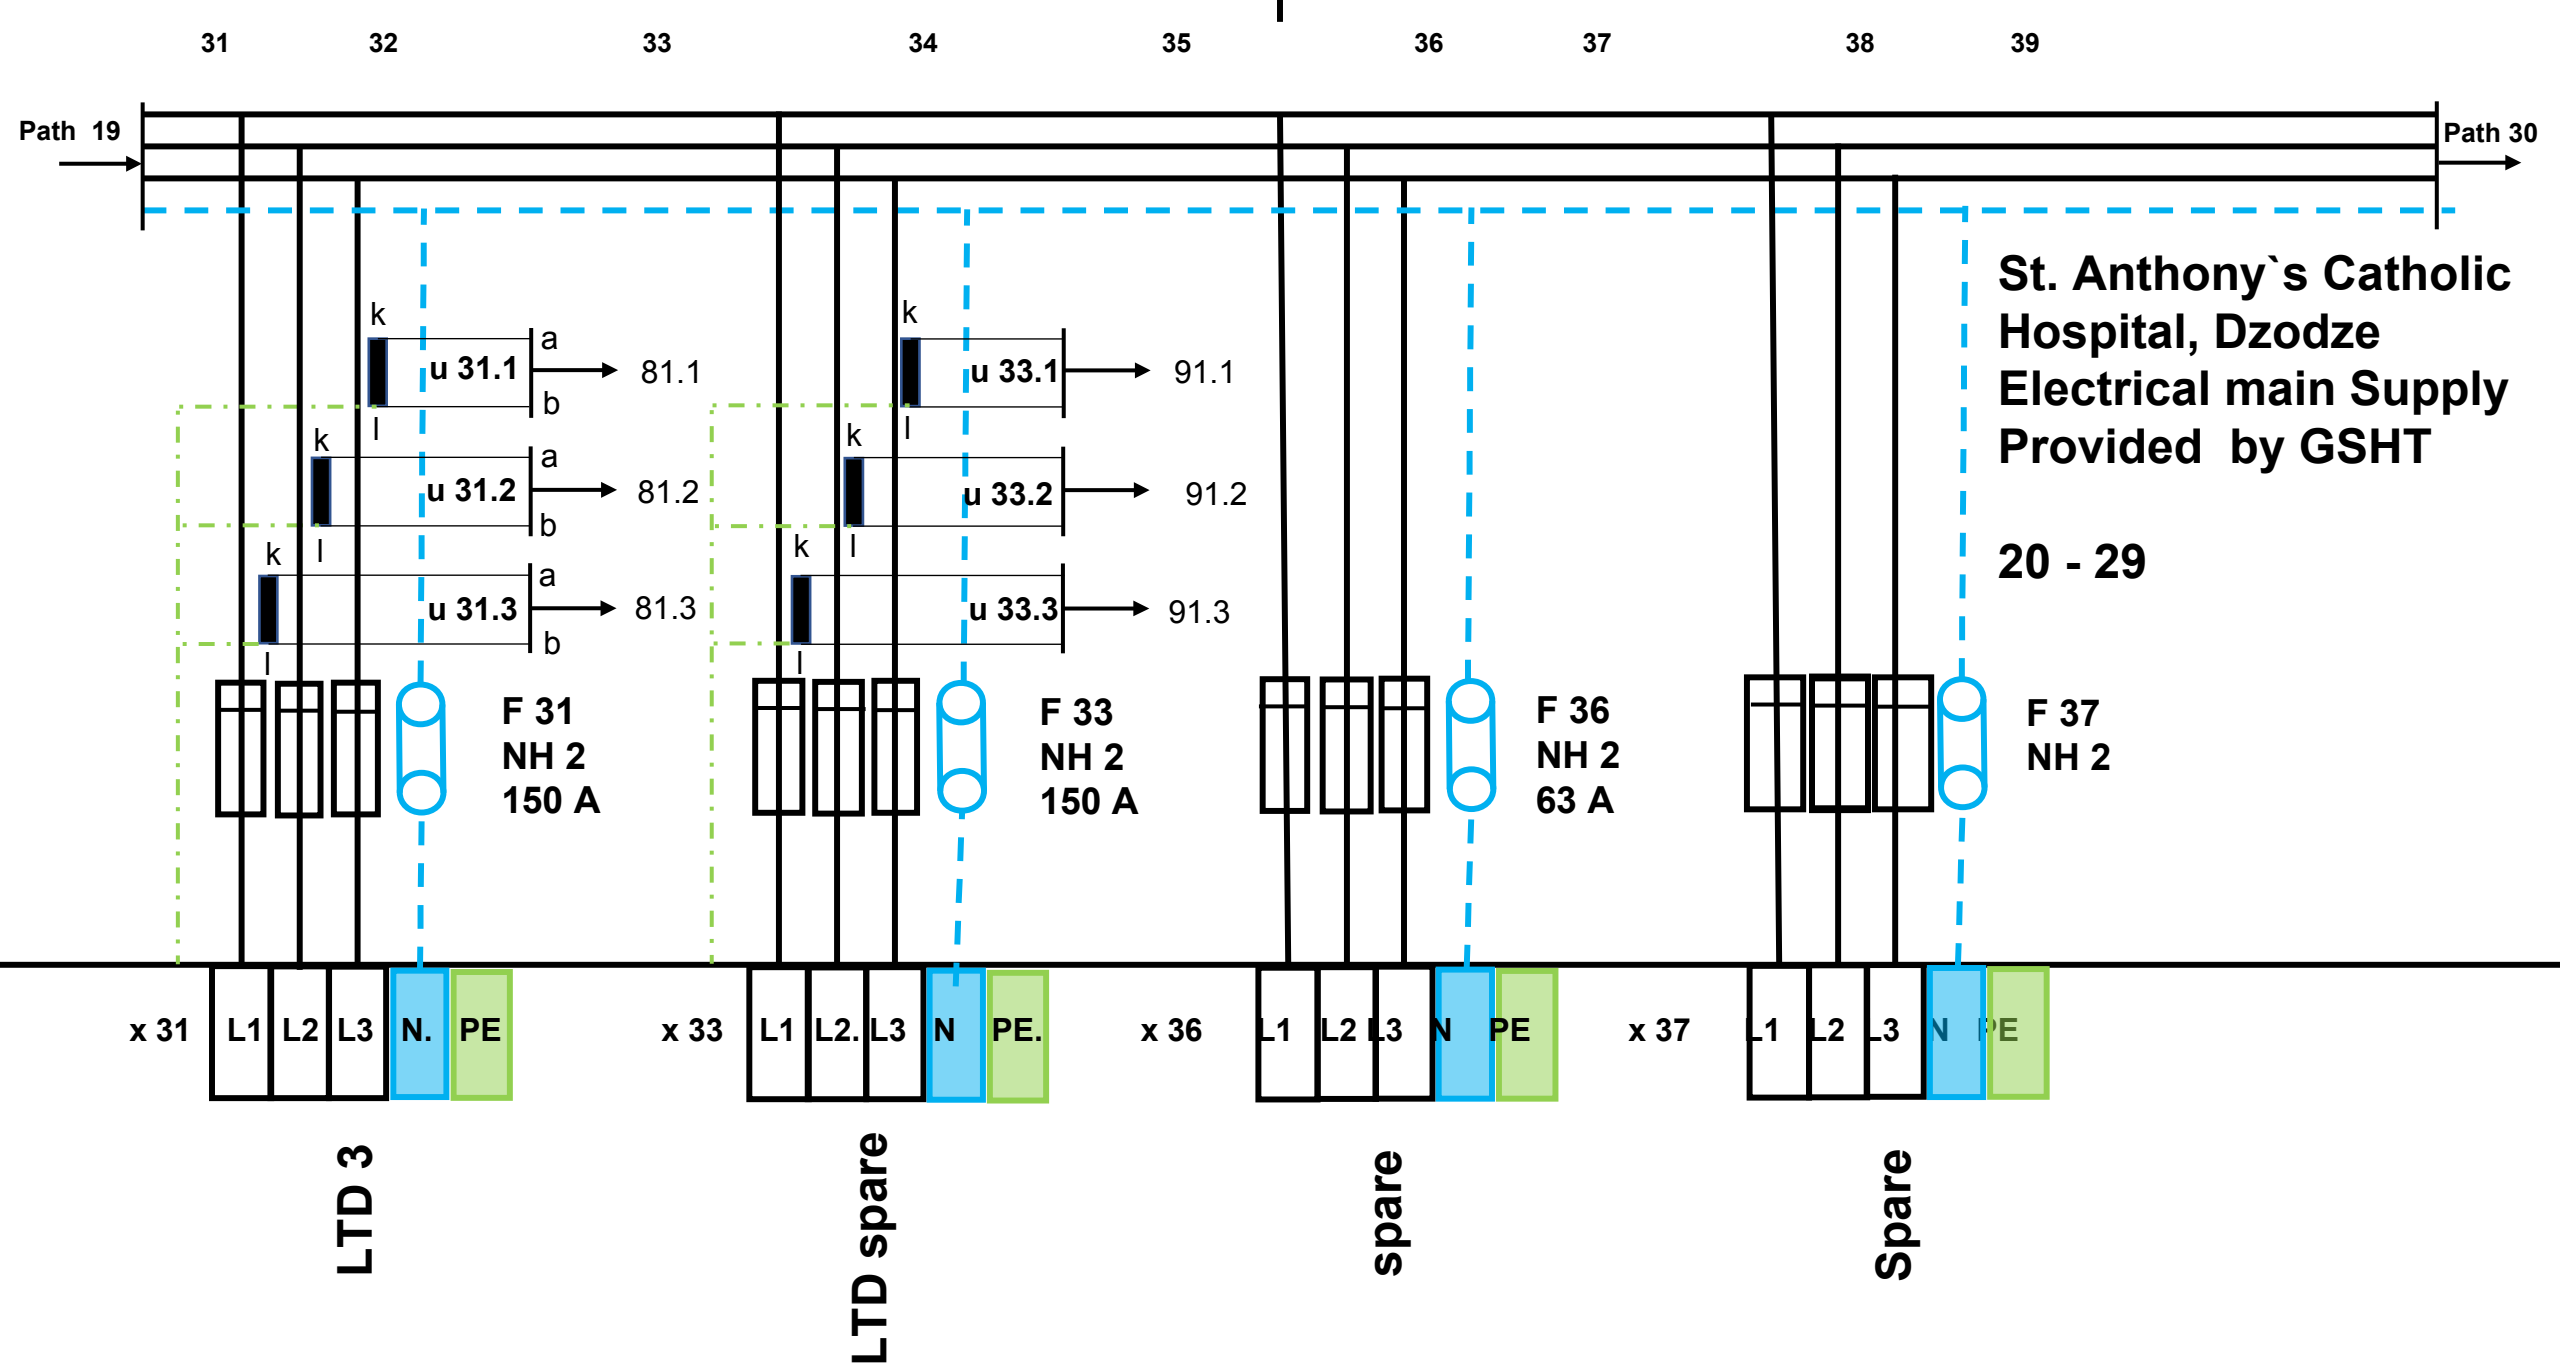 31 32 33 34 35 36 37 38 39
Path 19
Path 30
St. Anthony`s Catholic
Hospital, Dzodze
Electrical main Supply
Provided by GSHT
20 - 29
k k
a
u 31.1 81.1 u 33.1 91.1
b
l l
k k
a
u 31.2 81.2 u 33.2 91.2
b
l l
k k
a
u 31.3 81.3 u 33.3 91.3
b
l l
F 31
NH 2
150 A
F 33
NH 2
150 A
F 36
NH 2
63 A
F 37
NH 2
x 31 L1 L2 L3 N. PE
x 33 L1 L2. L3 N PE.
x 36 L1 L2 L3 N PE
x 37 L1 L2 L3 N PE
LTD 3
LTD spare
spare
Spare